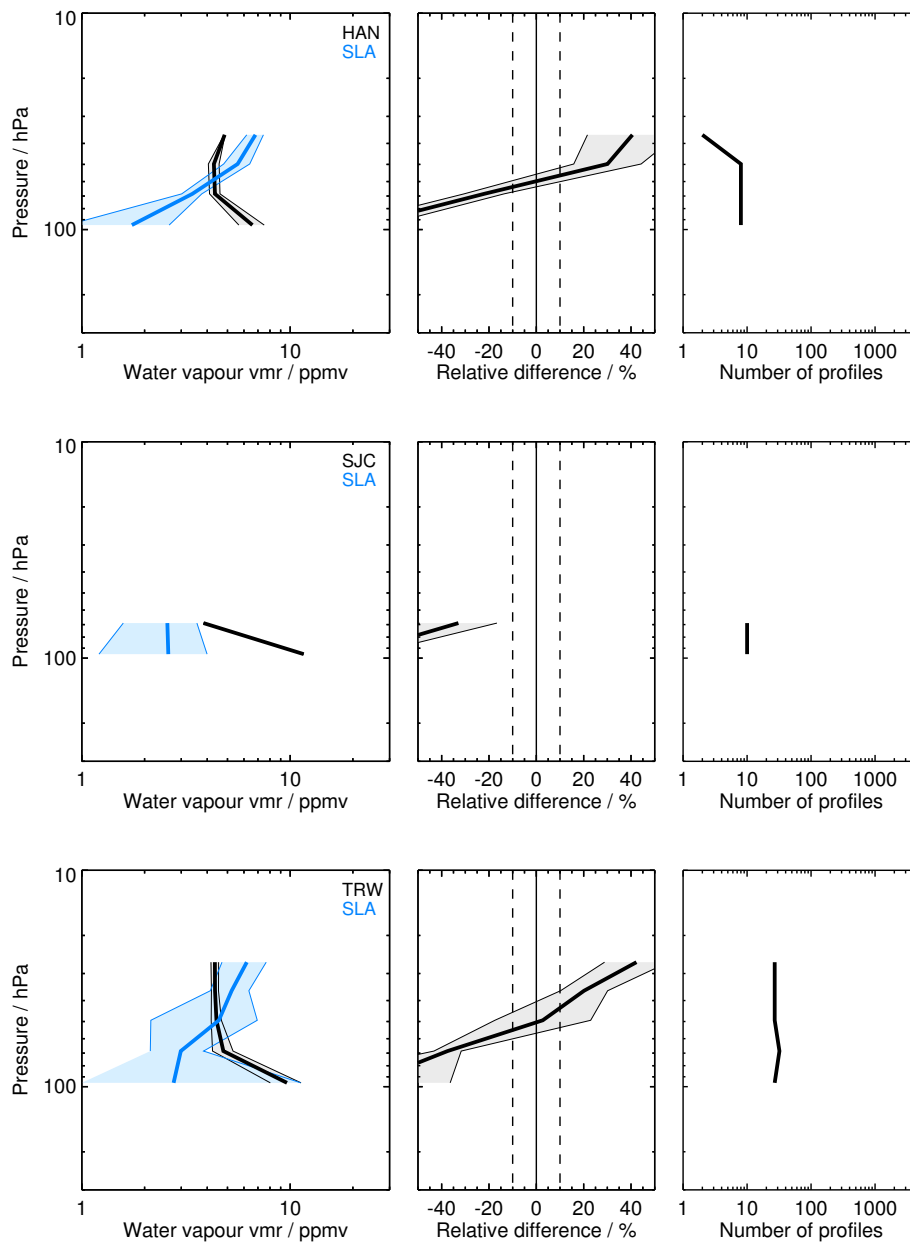 10
HAN
SLA
Pressure / hPa
100
1 10
Water vapour vmr / ppmv
-40 -20 0 20 40
Relative difference / %
1 10 100 1000
Number of profiles
10
SJC
SLA
Pressure / hPa
100
1 10
Water vapour vmr / ppmv
-40 -20 0 20 40
Relative difference / %
1 10 100 1000
Number of profiles
10
TRW
SLA
Pressure / hPa
100
1 10
Water vapour vmr / ppmv
-40 -20 0 20 40
Relative difference / %
1 10 100 1000
Number of profiles